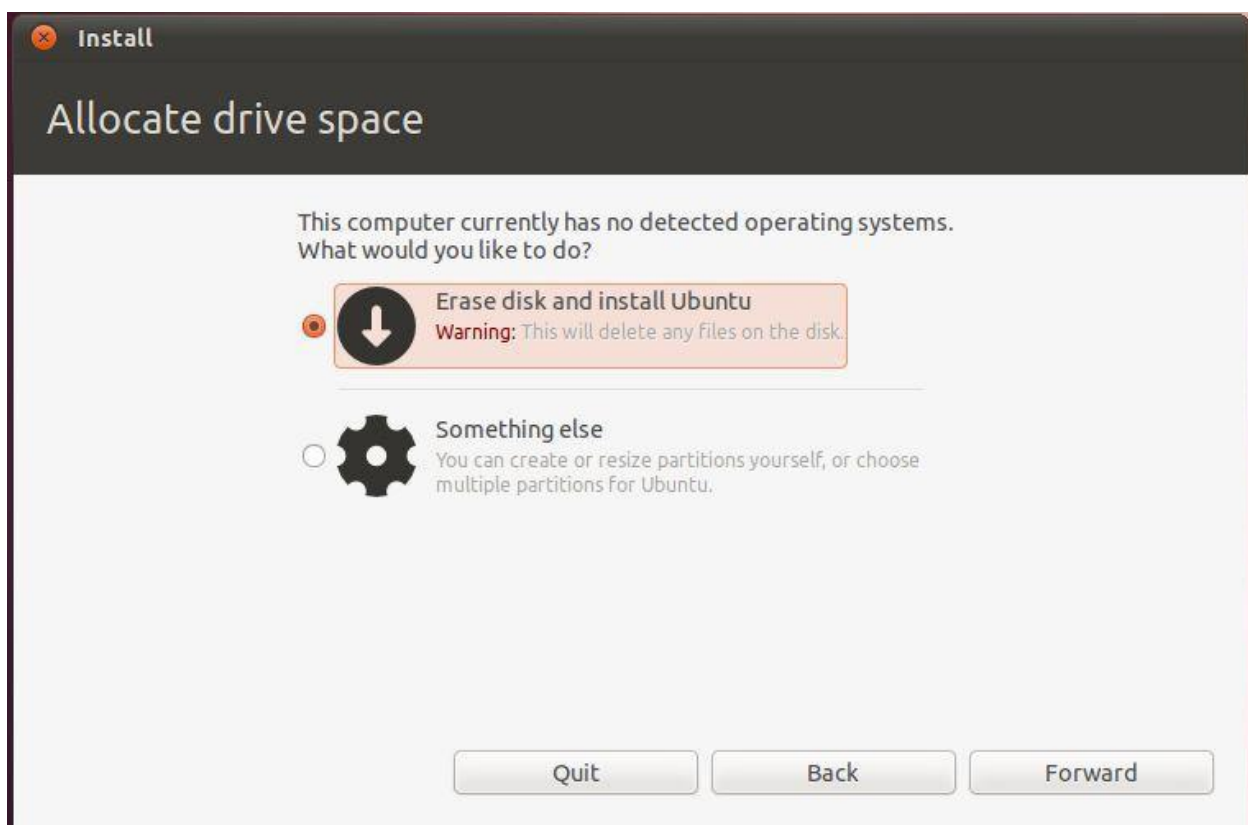 Install
Allocate drive space
This computer currently has no detected operating systems.
What would you like to do?
Erase disk and install Ubuntu
Warning: This will delete any files on the disk.
Something else
You can create or resize partitions yourself, or choose
multiple partitions for Ubuntu.
Quit Back Forward